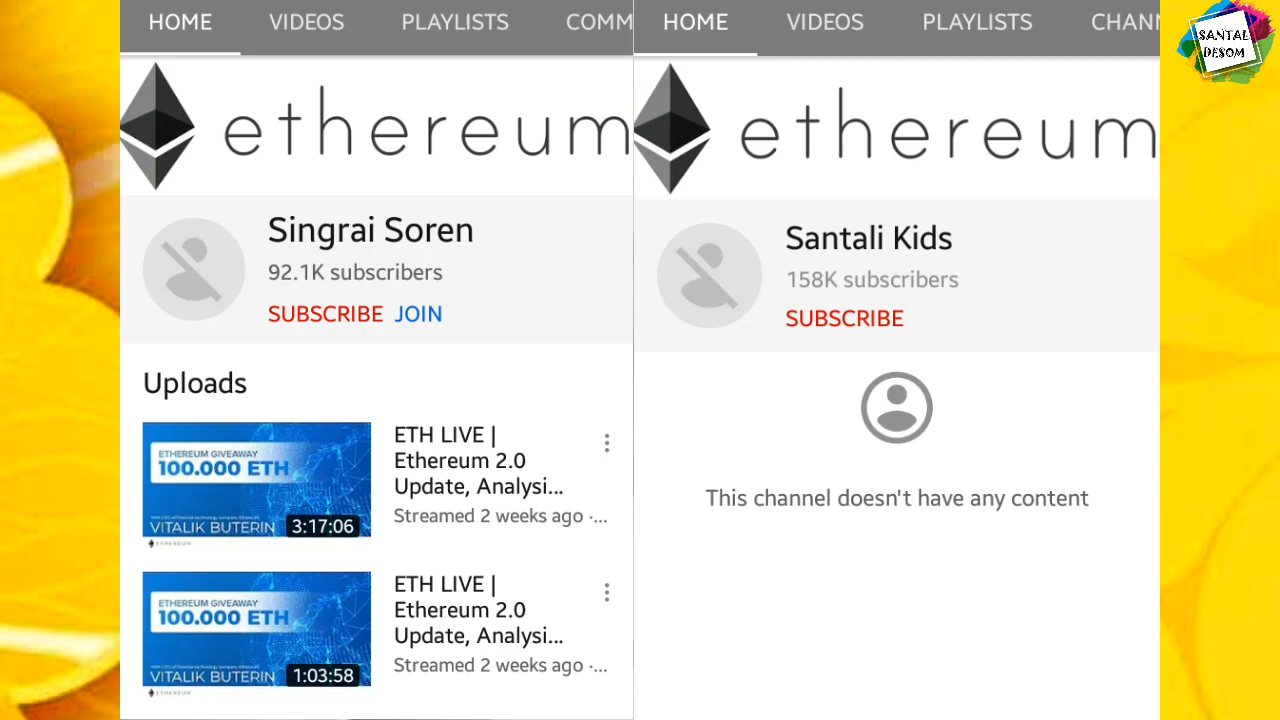 HOME VIDEOS PLAYLISTS COMM
ethereum
Singrai Soren
92.1K subscribers
SUBSCRIBE JOIN
Uploads
ETHEREUM GIVEAWAY
100.000 ETH
VITALIK BUTERIN 3:17:06
ETHEREUM
ETH LIVE |
Ethereum 2.0
Update, Analysi...
Streamed 2 weeks ago ·...
ETHEREUM GIVEAWAY
100.000 ETH
VITALIK BUTERIN 1:03:58
ETHEREUM
ETH LIVE |
Ethereum 2.0
Update, Analysi...
Streamed 2 weeks ago ·...
HOME VIDEOS PLAYLISTS CHANN
ethereum
Santali Kids
158K subscribers
SUBSCRIBE
This channel doesn't have any content
SANTAL
DESOM